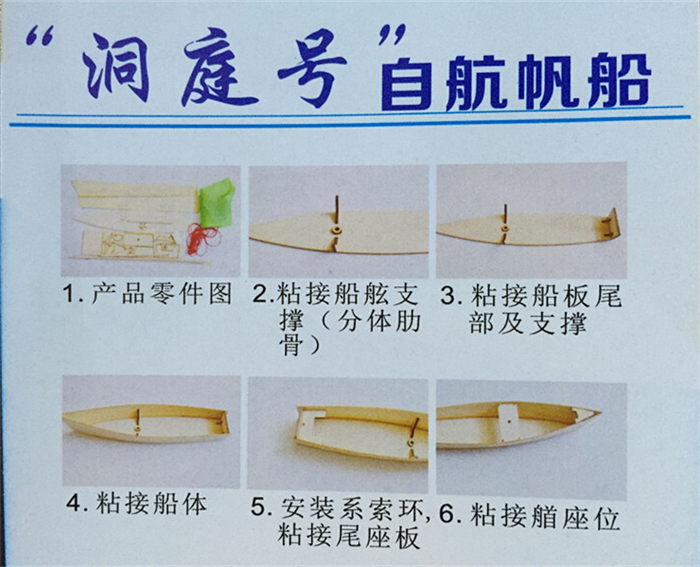 “洞庭号”自航帆船
1. 产品零件图
2.粘接船舷支
撑（分体肋
骨）
3. 粘接船板尾
部及支撑
4. 粘接船体
5. 安装系索环,
粘接尾座板
6. 粘接艏座位